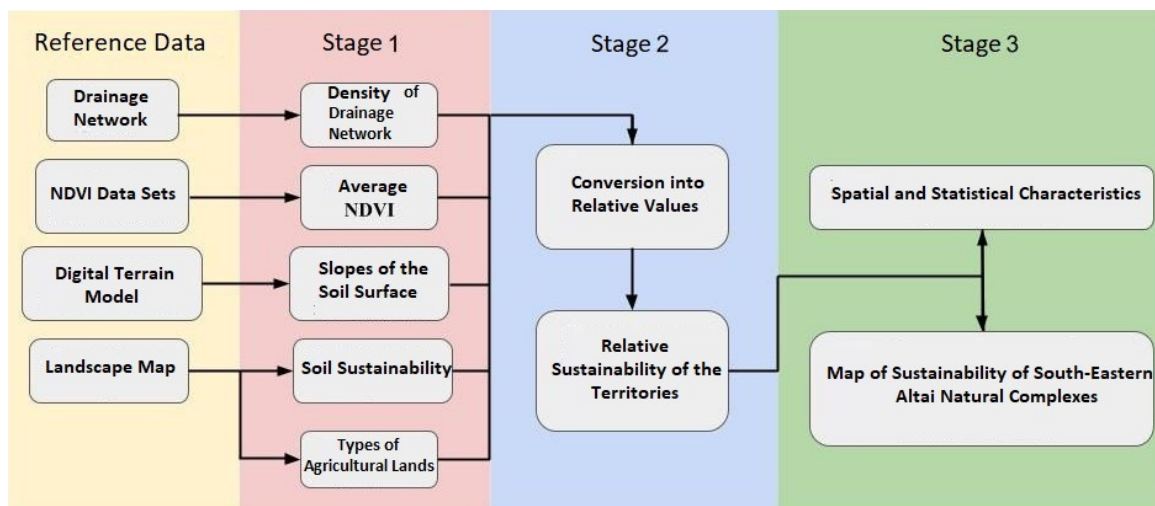 Reference Data
Drainage
Network
NDVI Data Sets
Digital Terrain
Model
Landscape Map
Stage 1
Density of
Drainage
Network
Average
NDVI
Slopes of the
Soil Surface
Soil Sustainability
Types of
Agricultural Lands
Stage 2
Conversion into
Relative Values
Relative
Sustainability of the
Territories
Stage 3
Spatial and Statistical Characteristics
Map of Sustainability of South-Eastern
Altai Natural Complexes